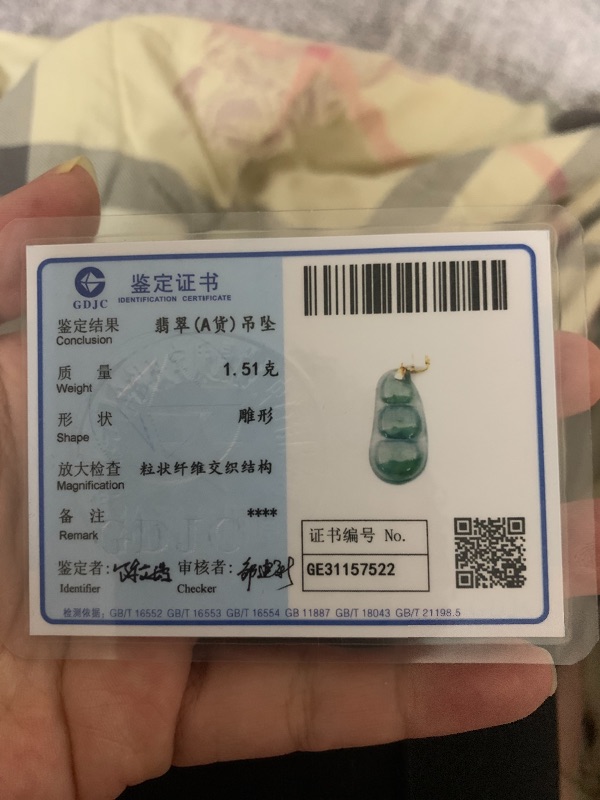 GDJC
鉴定证书
IDENTIFICATION CERTIFICATE
鉴定结果 翡翠(A货)吊坠
Conclusion
质量 1.51克
Weight
形状 雕形
Shape
放大检查 粒状纤维交织结构
Magnification
备注 ****
Remark
GDJC
鉴定者: 审核者:
Identifier Checker
证书编号 No.
GE31157522
检测依据: GB/T 16552 GB/T 16553 GB/T 16554 GB 11887 GB/T 18043 GB/T 21198.5